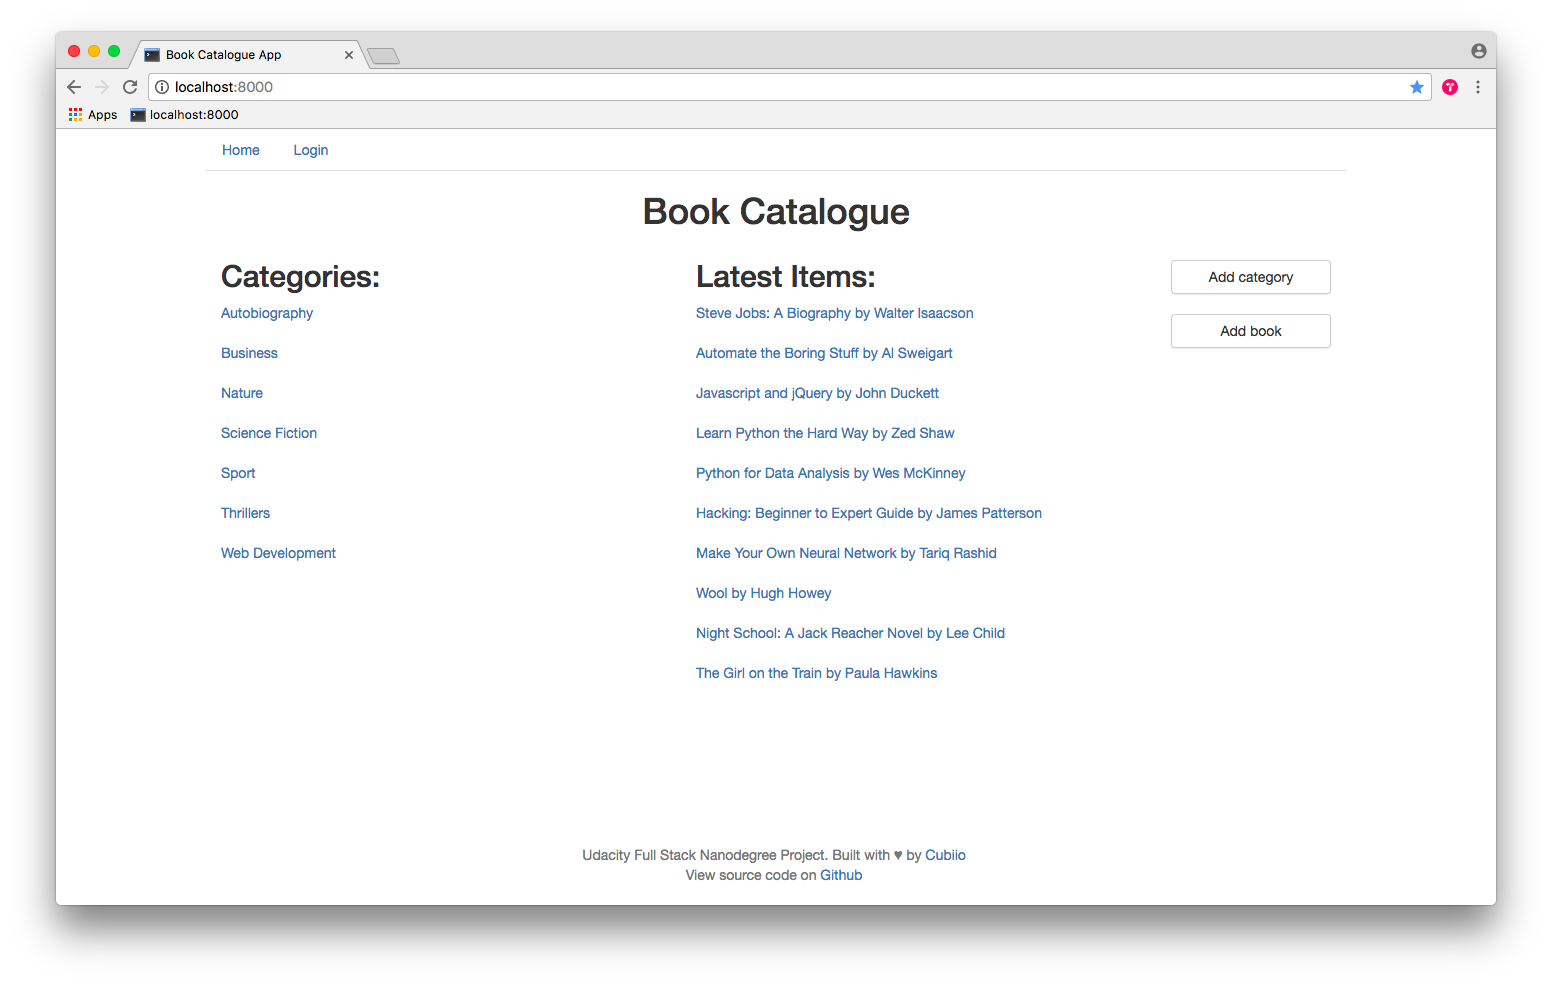 Book Catalogue App
localhost:8000
Apps
localhost:8000
Home
Login
Book Catalogue
Categories:
Autobiography
Business
Nature
Science Fiction
Sport
Thrillers
Web Development
Latest Items:
Steve Jobs: A Biography by Walter Isaacson
Automate the Boring Stuff by Al Sweigart
Javascript and jQuery by John Duckett
Learn Python the Hard Way by Zed Shaw
Python for Data Analysis by Wes McKinney
Hacking: Beginner to Expert Guide by James Patterson
Make Your Own Neural Network by Tariq Rashid
Wool by Hugh Howey
Night School: A Jack Reacher Novel by Lee Child
The Girl on the Train by Paula Hawkins
Add category
Add book
Udacity Full Stack Nanodegree Project. Built with ♥ by Cubiio
View source code on Github